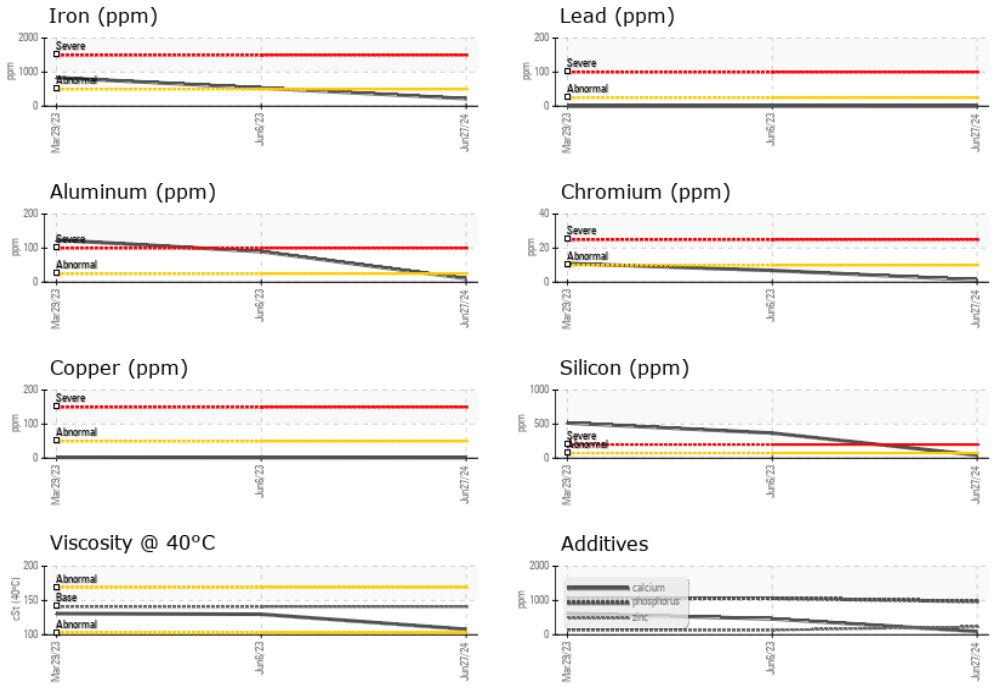 Iron (ppm)
2000
Severe
ppm
1000
Abnormal
0
Mar29/23
Jun6/23
Jun27/24
Lead (ppm)
200
Severe
ppm
100
Abnormal
0
Mar29/23
Jun6/23
Jun27/24
Aluminum (ppm)
200
Severe
ppm
100
Abnormal
0
Mar29/23
Jun6/23
Jun27/24
Chromium (ppm)
40
Severe
ppm
20
Abnormal
0
Mar29/23
Jun6/23
Jun27/24
Copper (ppm)
200
Severe
ppm
100
Abnormal
0
Mar29/23
Jun6/23
Jun27/24
Silicon (ppm)
1000
ppm
500
Severe
Abnormal
0
Mar29/23
Jun6/23
Jun27/24
Viscosity @ 40°C
200
Abnormal
cSt (40°C)
150
Base
Abnormal
100
Mar29/23
Jun6/23
Jun27/24
Additives
2000
calcium
ppm
1000
phosphorus
zinc
0
Mar29/23
Jun6/23
Jun27/24